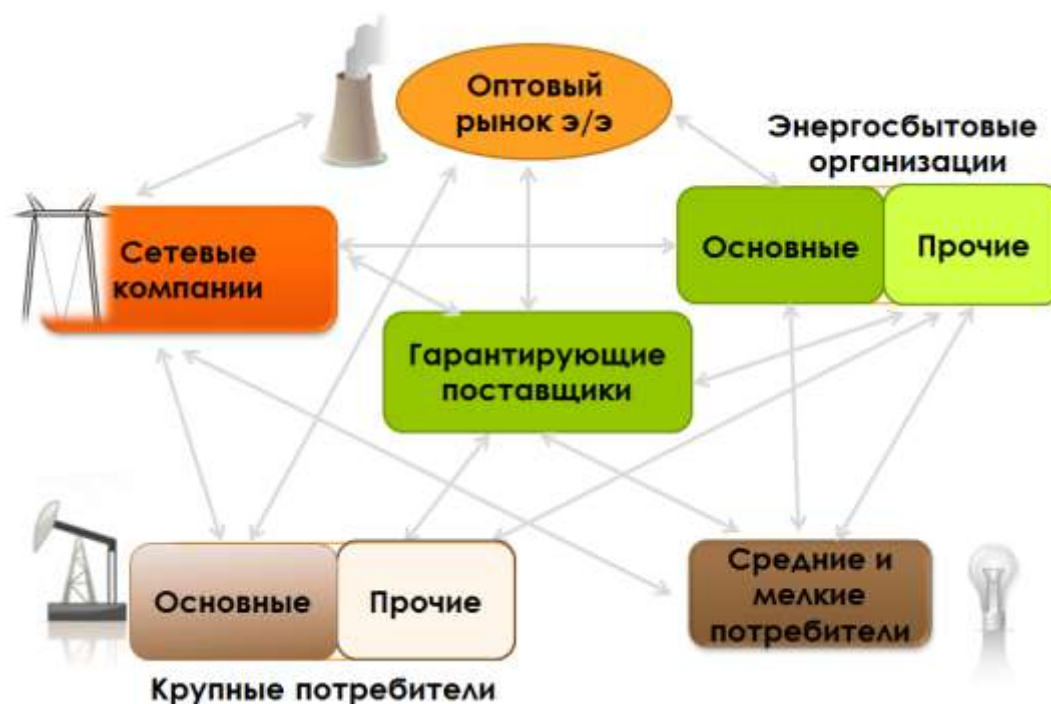 Оптовый
рынок э/э
Энергосбытовые
организации
Сетевые
компании
Основные
Прочие
Гарантирующие
поставщики
Основные
Прочие
Средние и
мелкие
потребители
Крупные потребители